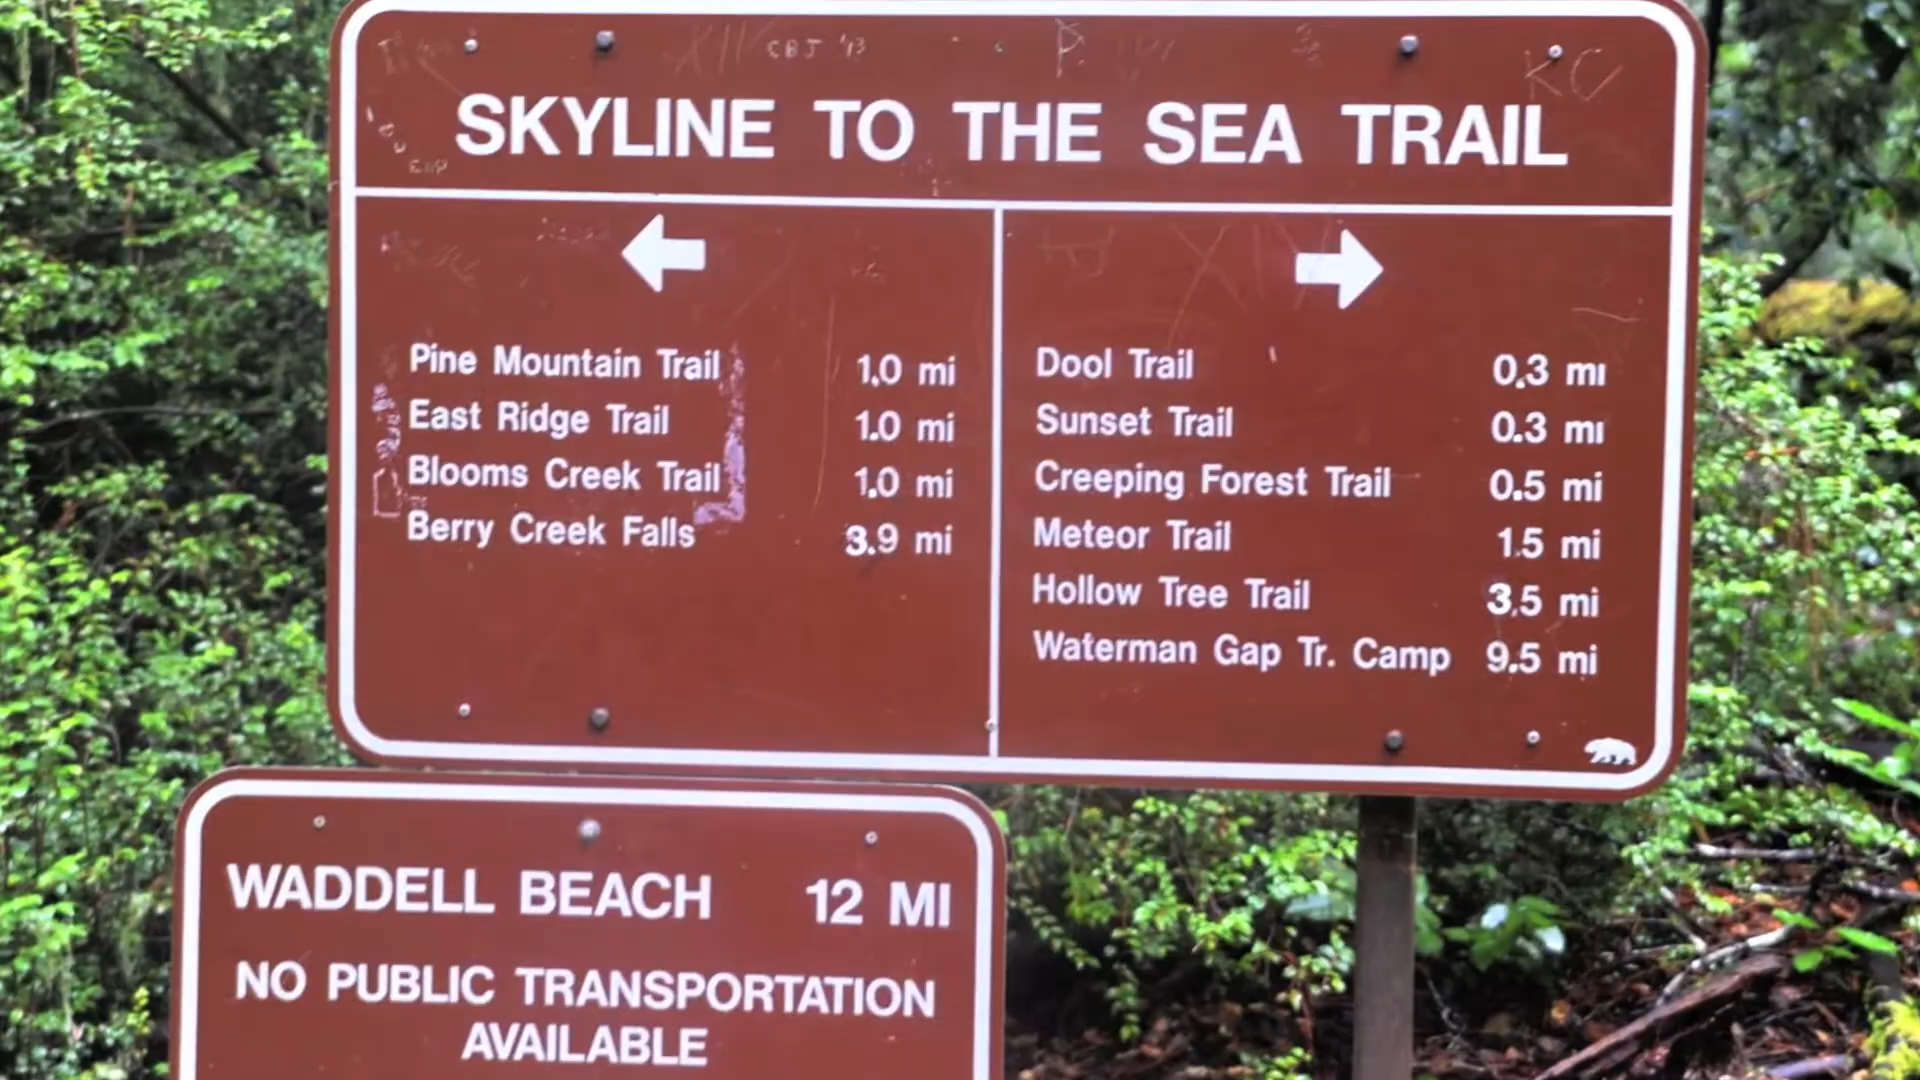 CBJ '13
P.
KC
SKYLINE TO THE SEA TRAIL
Pine Mountain Trail 1.0 mi
East Ridge Trail 1.0 mi
Blooms Creek Trail 1.0 mi
Berry Creek Falls 3.9 mi
Dool Trail 0.3 mi
Sunset Trail 0.3 mi
Creeping Forest Trail 0.5 mi
Meteor Trail 1.5 mi
Hollow Tree Trail 3.5 mi
Waterman Gap Tr. Camp 9.5 mi
WADDELL BEACH 12 MI
NO PUBLIC TRANSPORTATION
AVAILABLE